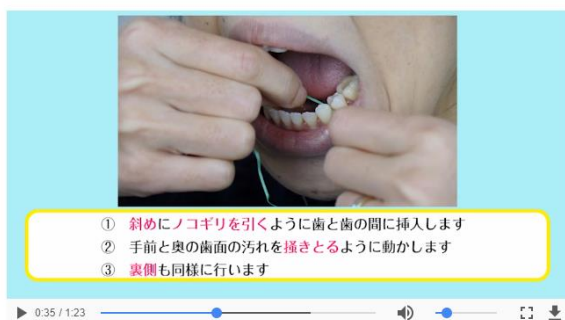 ① 斜めにノコギリを引くように歯と歯の間に挿入します
② 手前と奥の歯面の汚れを掻きとるように動かします
③ 裏側も同様に行います
0:35 / 1:23